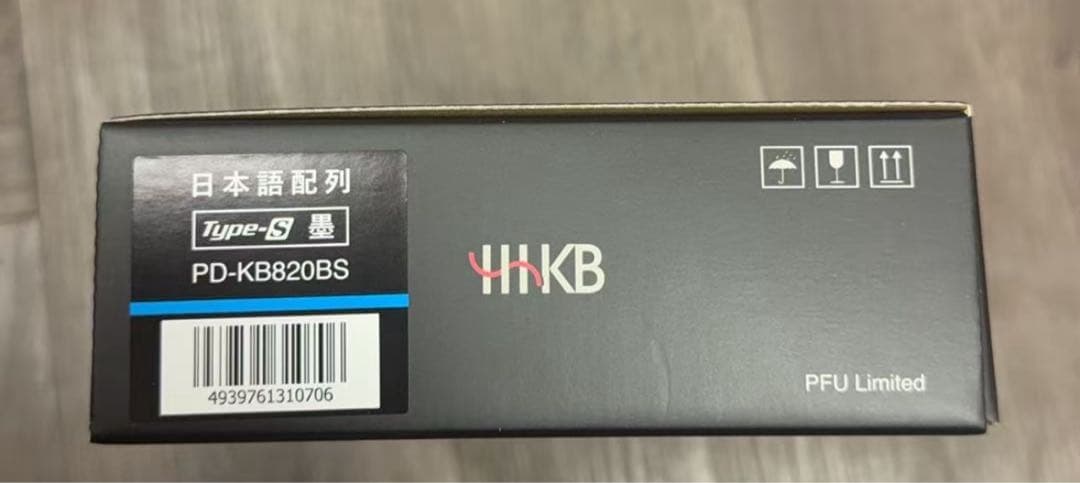 日本語配列
Type-S 墨
PD-KB820BS
4939761310706
HHKB
PFU Limited